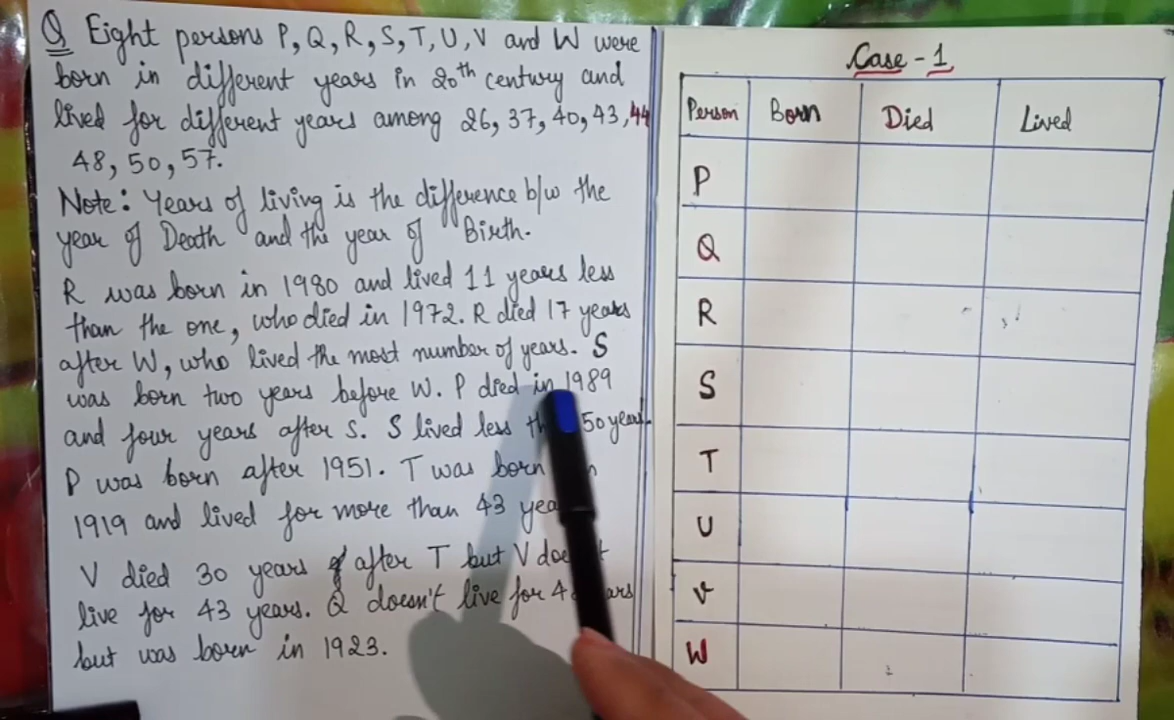 Q Eight persons P, Q, R, S, T, U, V and W were
born in different years in 20th century and
lived for different years among 26, 37, 40, 43, 44
48, 50, 57.
Note: Years of living is the difference b/w the
year of Death and the year of Birth.
R was born in 1980 and lived 11 years less
than the one, who died in 1972. R died 17 years
after W, who lived the most number of years. S
was born two years before W. P died in 1989
and four years after S. S lived less 50 years.
P was born after 1951. T was born
1919 and lived for more than 43
V died 30 years after T but V
live for 43 years. Q doesn't live for
but was born in 1923.
Case - 1
Person Born Died Lived
P
Q
R
S
T
U
V
W